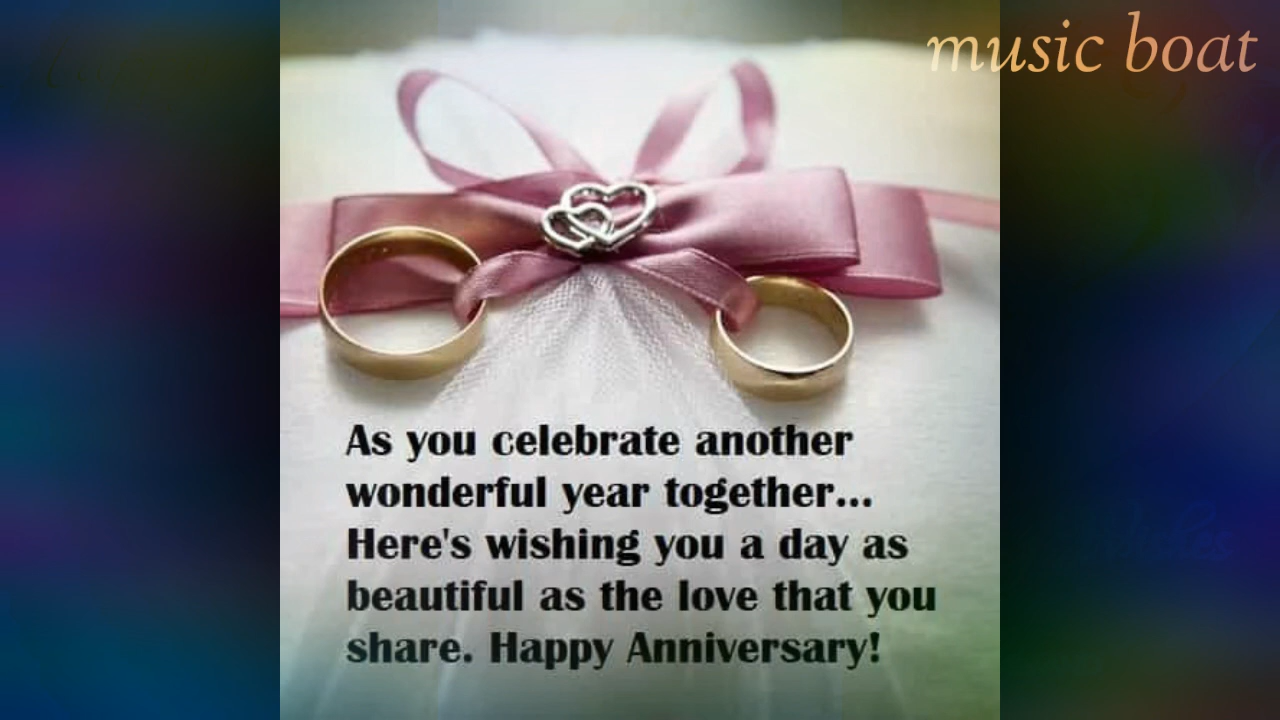 music boat
As you celebrate another
wonderful year together...
Here's wishing you a day as
beautiful as the love that you
share. Happy Anniversary!